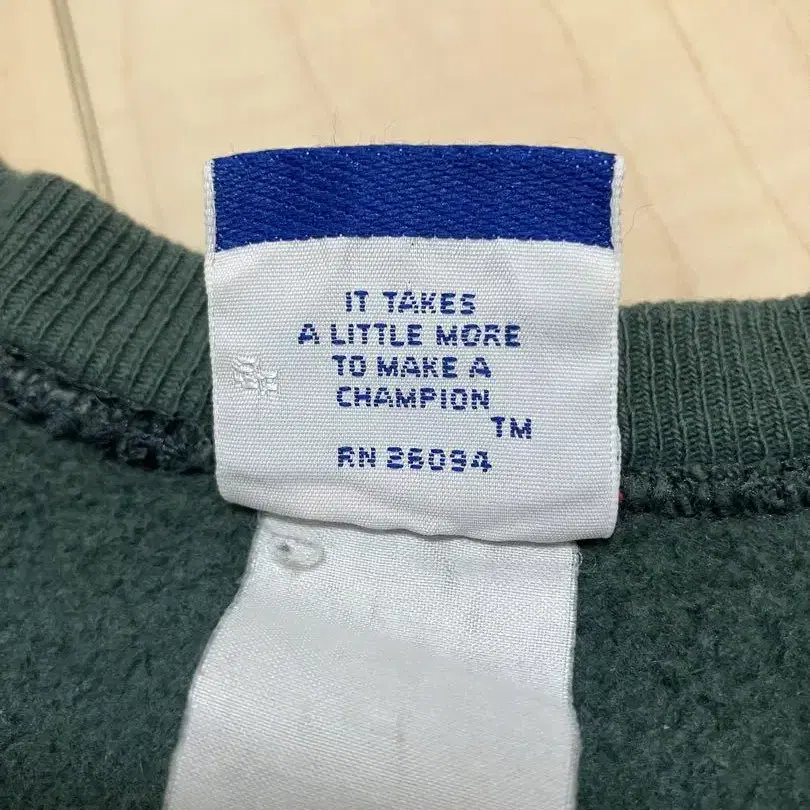 IT TAKES
A LITTLE MORE
TO MAKE A
CHAMPION
TM
RN 26094